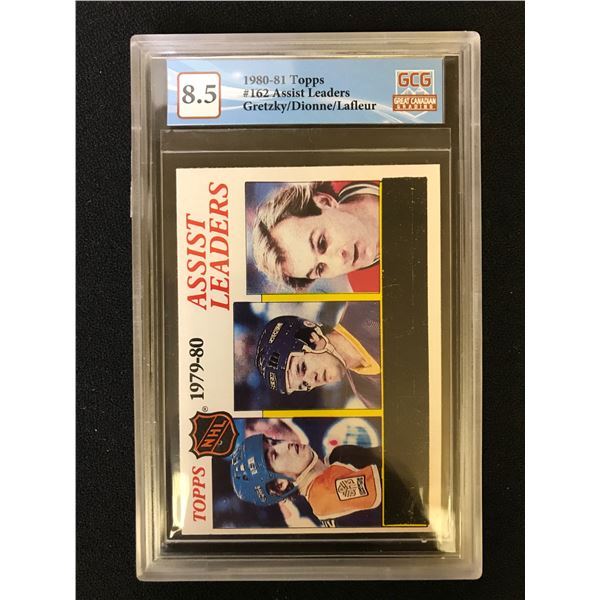 8.5
1980-81 Topps
#162 Assist Leaders
Gretzky/Dionne/Lafleur
GCG
GREAT CANADIAN
GRADING
TOPPS NHL ® 1979-80
ASSIST
LEADERS